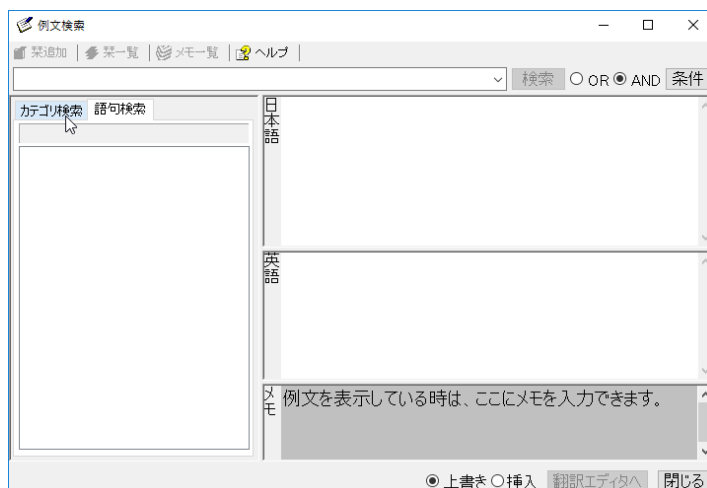 例文検索
栞追加 栞一覧 メモ一覧 ヘルプ
検索 OR AND 条件
カテゴリ検索 語句検索
日本語
英語
メモ
例文を表示している時は、ここにメモを入力できます。
上書き 挿入 翻訳エディタへ 閉じる